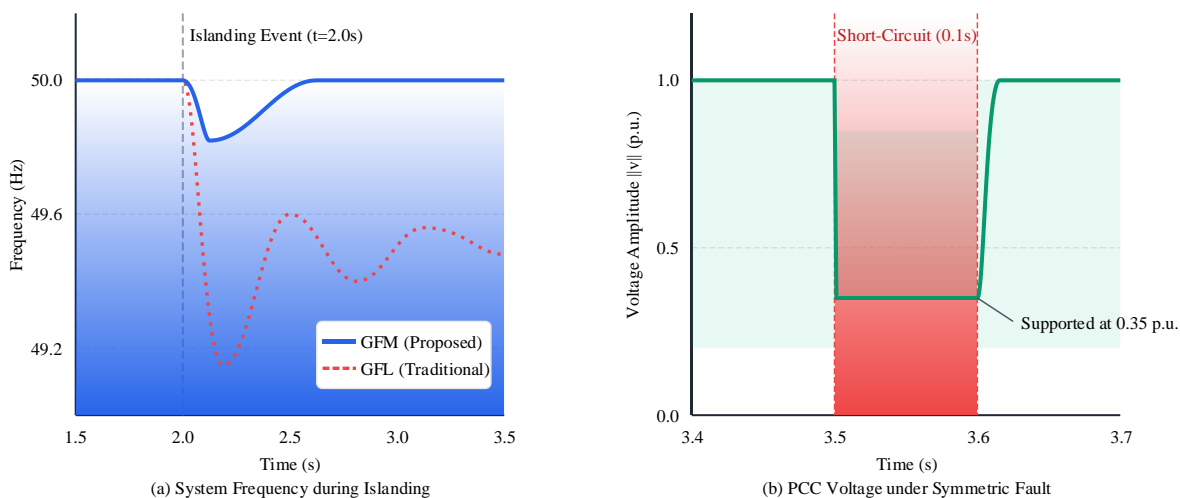 Islanding Event (t=2.0s)
50.0
49.6
49.2
Frequency (Hz)
GFM (Proposed)
GFL (Traditional)
1.5
2.0
2.5
3.0
3.5
Time (s)
(a) System Frequency during Islanding
Short-Circuit (0.1s)
1.0
0.5
0.0
Voltage Amplitude ||v|| (p.u.)
Supported at 0.35 p.u.
3.4
3.5
3.6
3.7
Time (s)
(b) PCC Voltage under Symmetric Fault